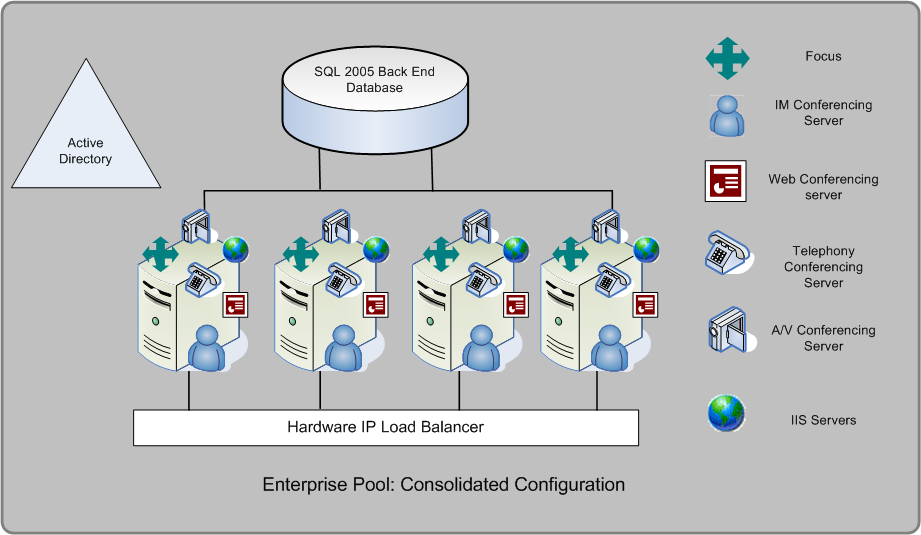 SQL 2005 Back End
Database
Active
Directory
Focus
IM Conferencing
Server
Web Conferencing
server
Telephony
Conferencing
Server
A/V Conferencing
Server
IIS Servers
Hardware IP Load Balancer
Enterprise Pool: Consolidated Configuration